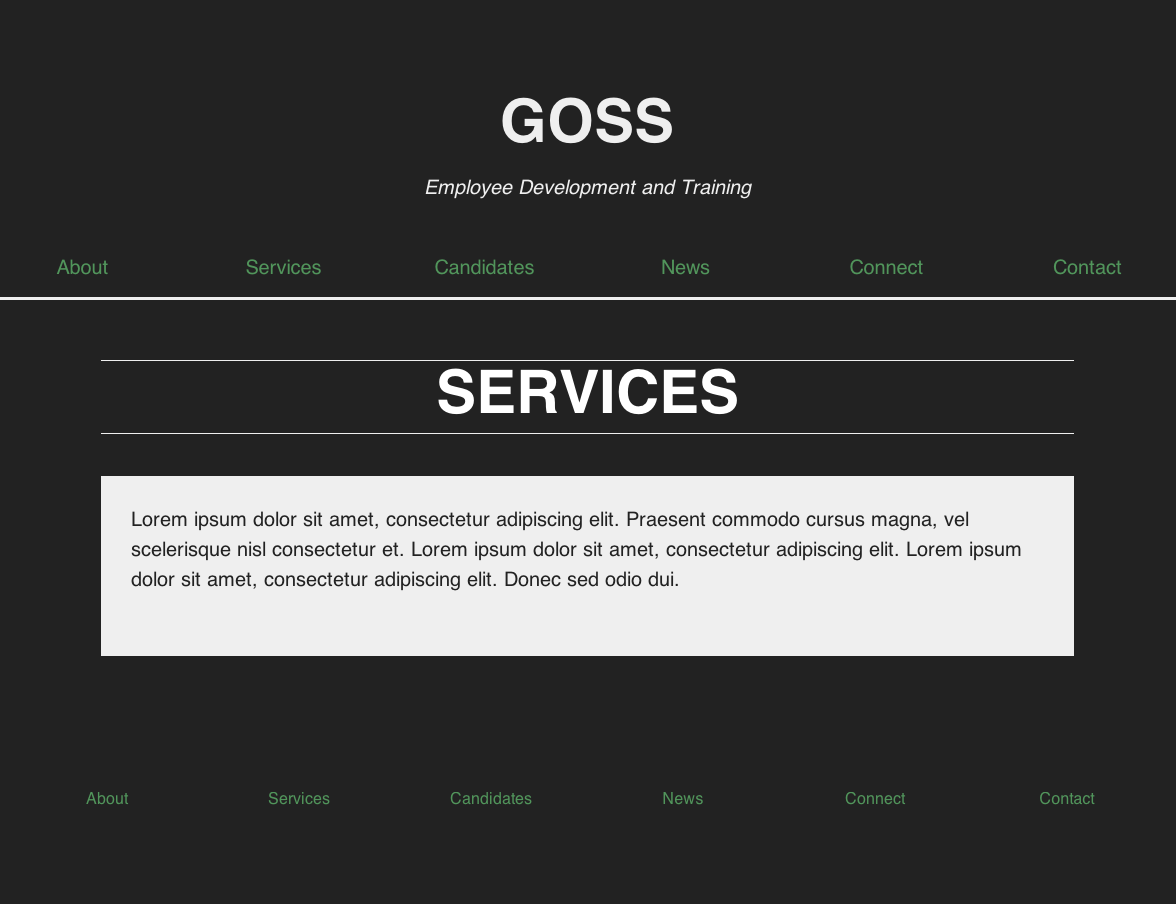 GOSS
Employee Development and Training
About Services Candidates News Connect Contact
SERVICES
Lorem ipsum dolor sit amet, consectetur adipiscing elit. Praesent commodo cursus magna, vel
scelerisque nisl consectetur et. Lorem ipsum dolor sit amet, consectetur adipiscing elit. Lorem ipsum
dolor sit amet, consectetur adipiscing elit. Donec sed odio dui.
About Services Candidates News Connect Contact